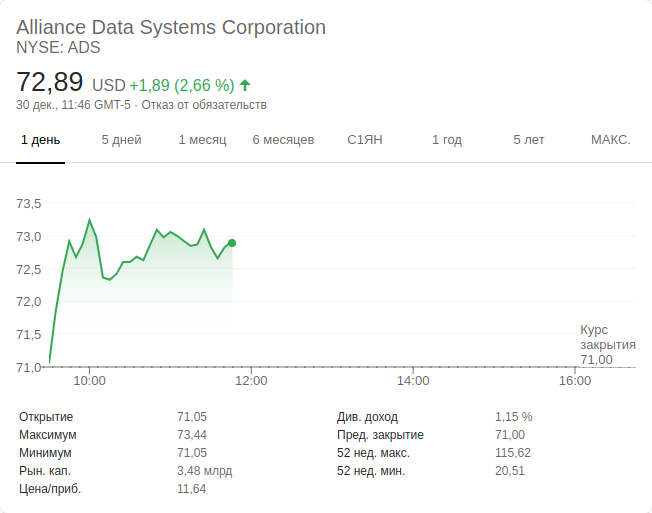 Alliance Data Systems Corporation
NYSE: ADS
72,89 USD +1,89 (2,66 %)
30 дек., 11:46 GMT-5 · Отказ от обязательств
1 день 5 дней 1 месяц 6 месяцев С1ЯН 1 год 5 лет МАКС.
73,5
73,0
72,5
72,0
71,5
71,0
Курс
закрытия
71,00
10:00 12:00 14:00 16:00
Открытие 71,05
Максимум 73,44
Минимум 71,05
Рын. кап. 3,48 млрд
Цена/приб. 11,64
Див. доход 1,15 %
Пред. закрытие 71,00
52 нед. макс. 115,62
52 нед. мин. 20,51